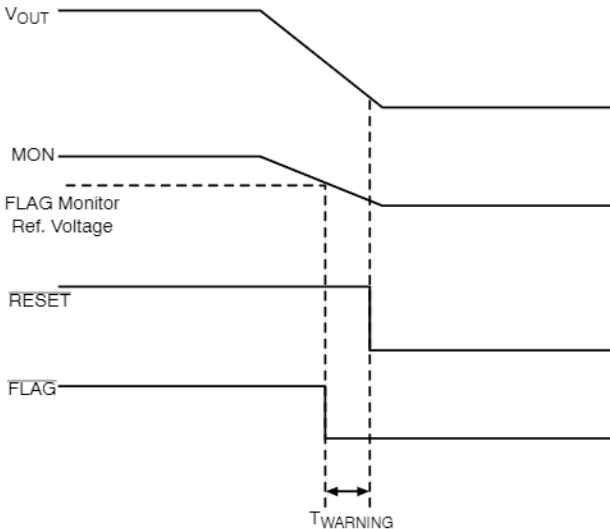 VOUT
MON
FLAG Monitor
Ref. Voltage
RESET
FLAG
TWARNING